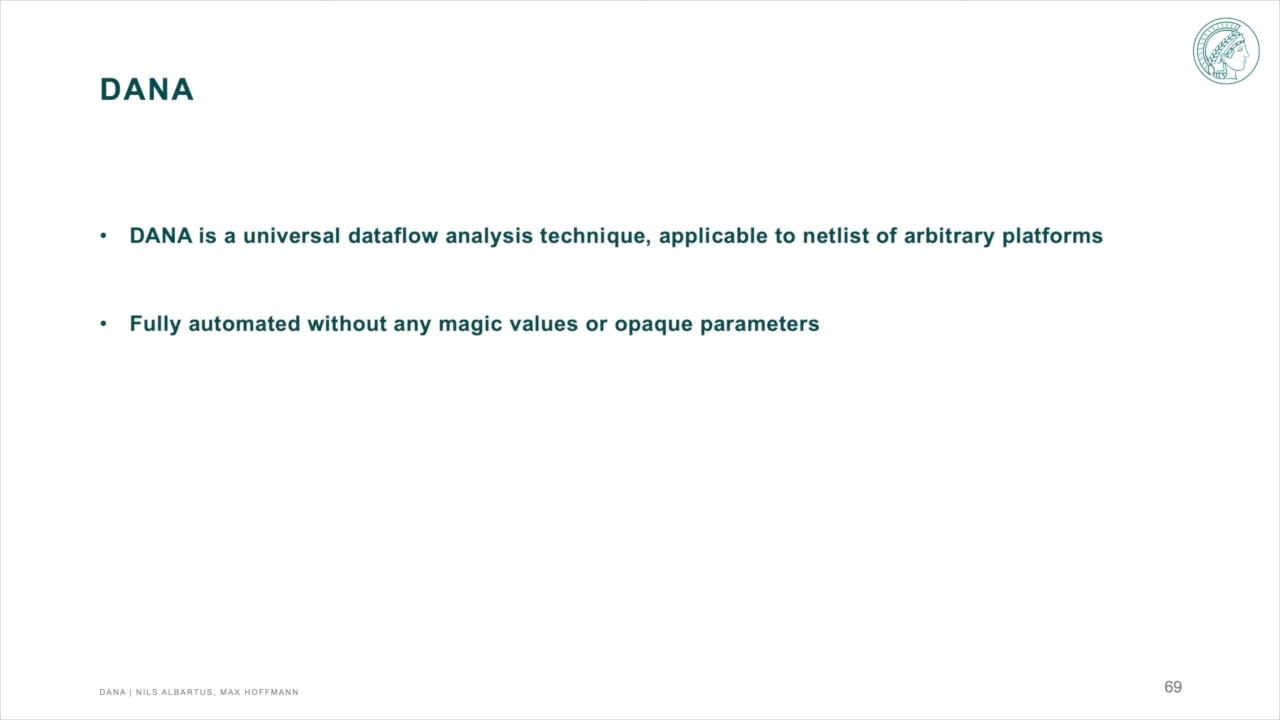 DANA
• DANA is a universal dataflow analysis technique, applicable to netlist of arbitrary platforms
• Fully automated without any magic values or opaque parameters
DANA | NILS ALBARTUS, MAX HOFFMANN
69